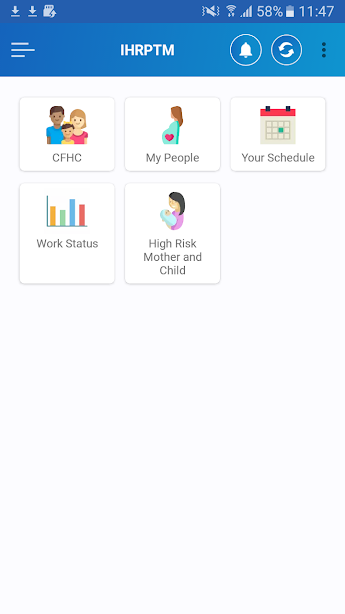 58% 11:47
IHRPTM
CFHC
My People
Your Schedule
Work Status
High Risk
Mother and
Child